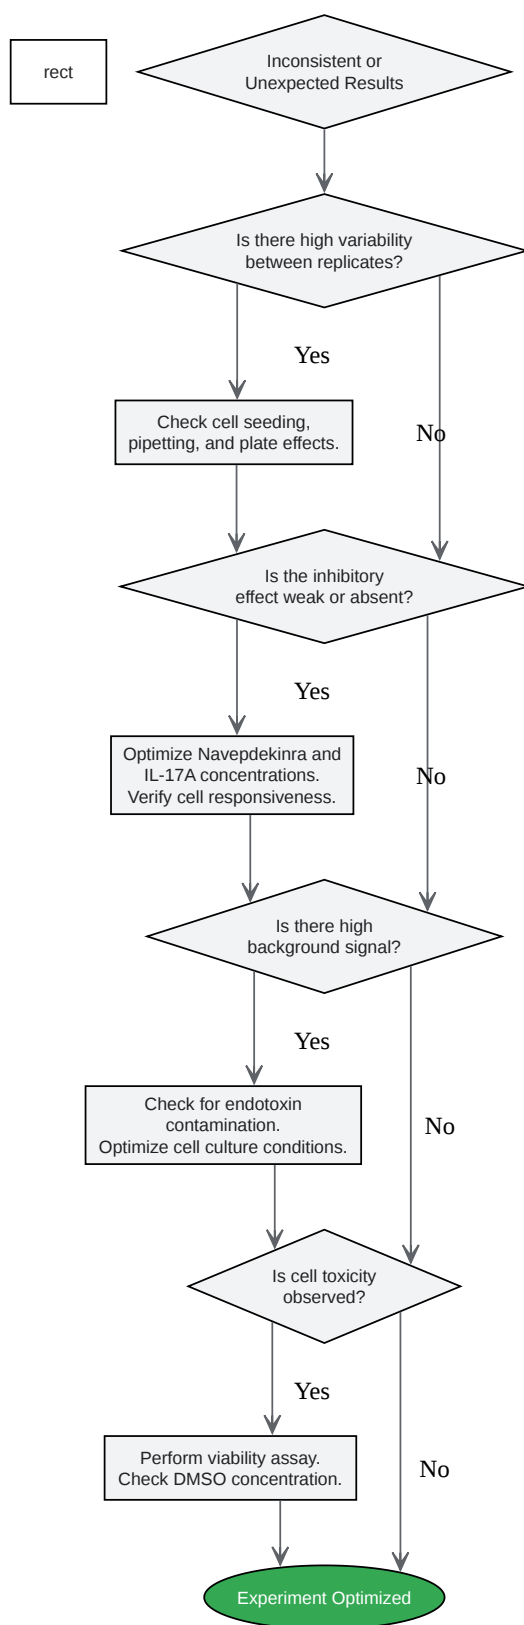 rect
Inconsistent or
Unexpected Results
Is there high variability
between replicates?
Yes
Check cell seeding,
pipetting, and plate effects.
No
Is the inhibitory
effect weak or absent?
Yes
Optimize Navepdekinra and
IL-17A concentrations.
Verify cell responsiveness.
No
Is there high
background signal?
Yes
Check for endotoxin
contamination.
Optimize cell culture conditions.
No
Is cell toxicity
observed?
Yes
Perform viability assay.
Check DMSO concentration.
No
Experiment Optimized